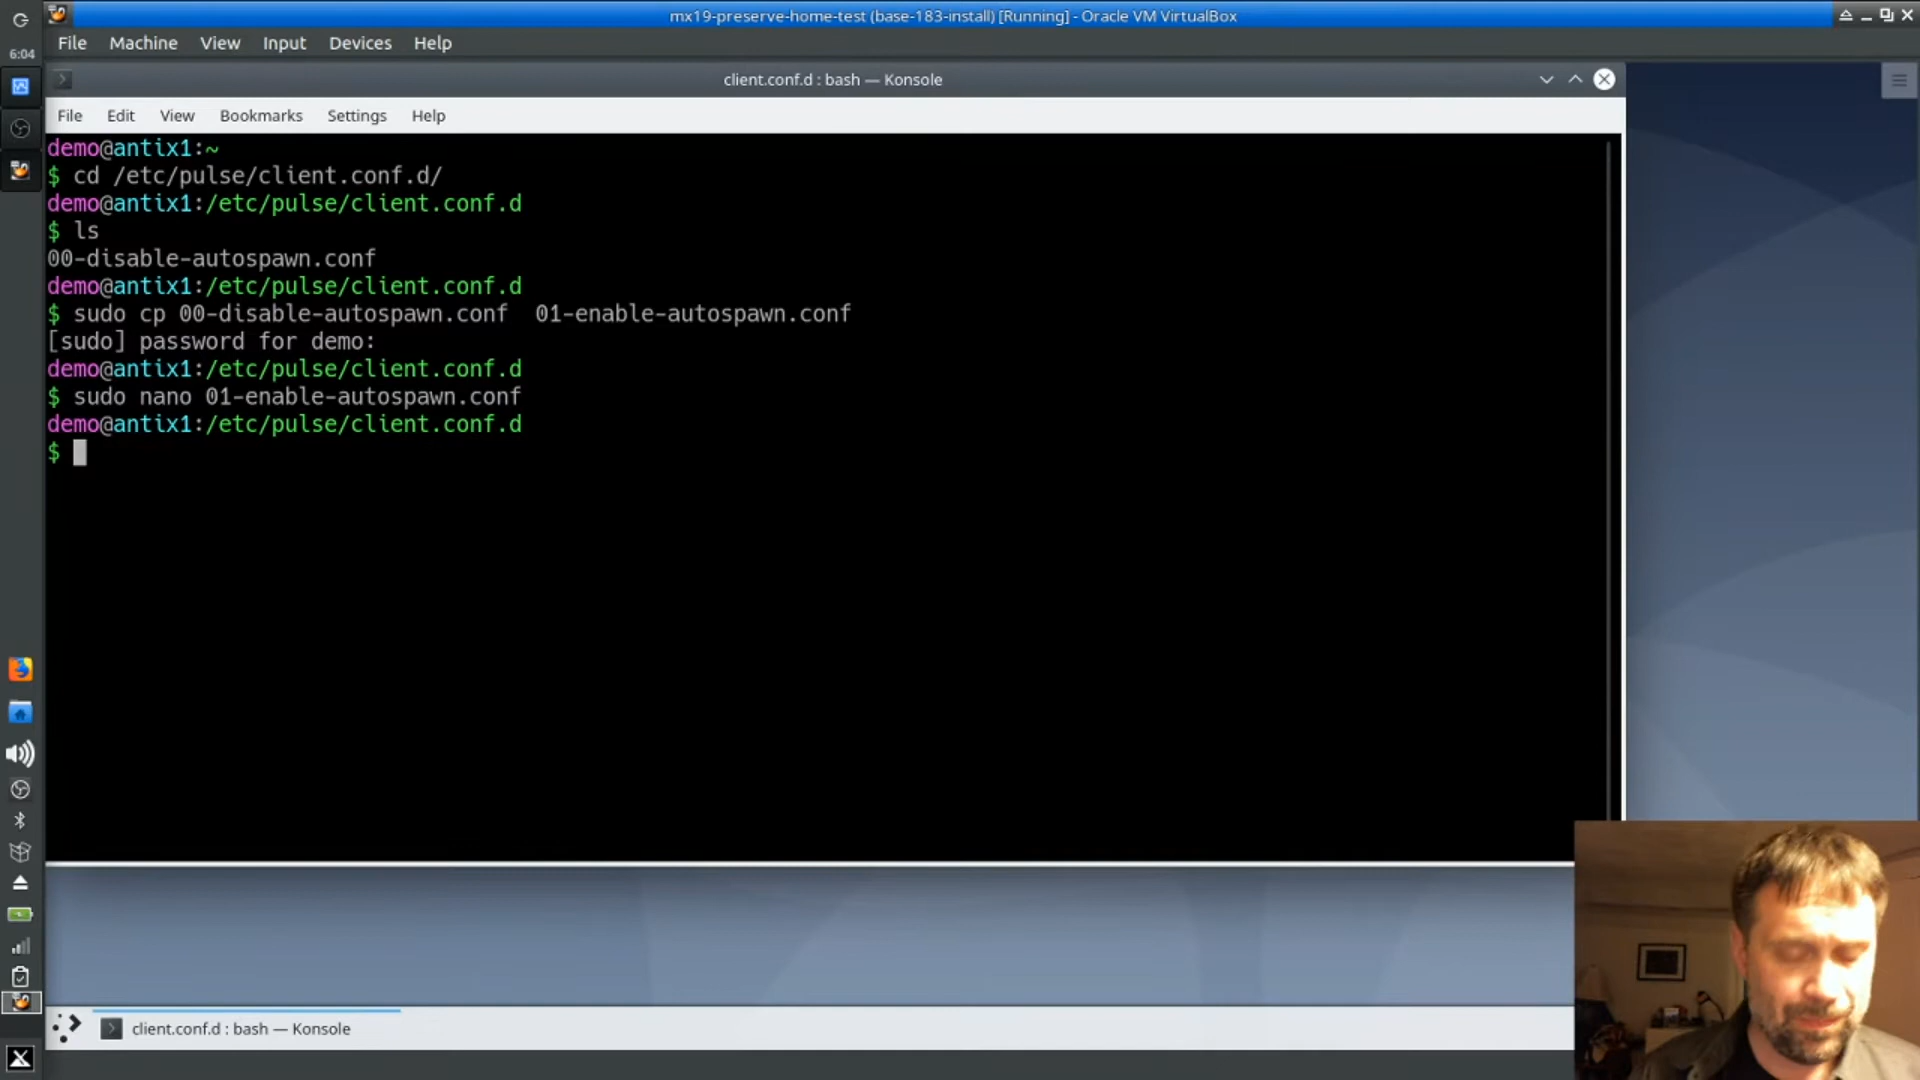 mx19-preserve-home-test (base-183-install) [Running] - Oracle VM VirtualBox
File Machine View Input Devices Help
6:04
client.conf.d : bash — Konsole
File Edit View Bookmarks Settings Help
demo@antix1:~
$ cd /etc/pulse/client.conf.d/
demo@antix1:/etc/pulse/client.conf.d
$ ls
00-disable-autospawn.conf
demo@antix1:/etc/pulse/client.conf.d
$ sudo cp 00-disable-autospawn.conf  01-enable-autospawn.conf
[sudo] password for demo:
demo@antix1:/etc/pulse/client.conf.d
$ sudo nano 01-enable-autospawn.conf
demo@antix1:/etc/pulse/client.conf.d
$
client.conf.d : bash — Konsole